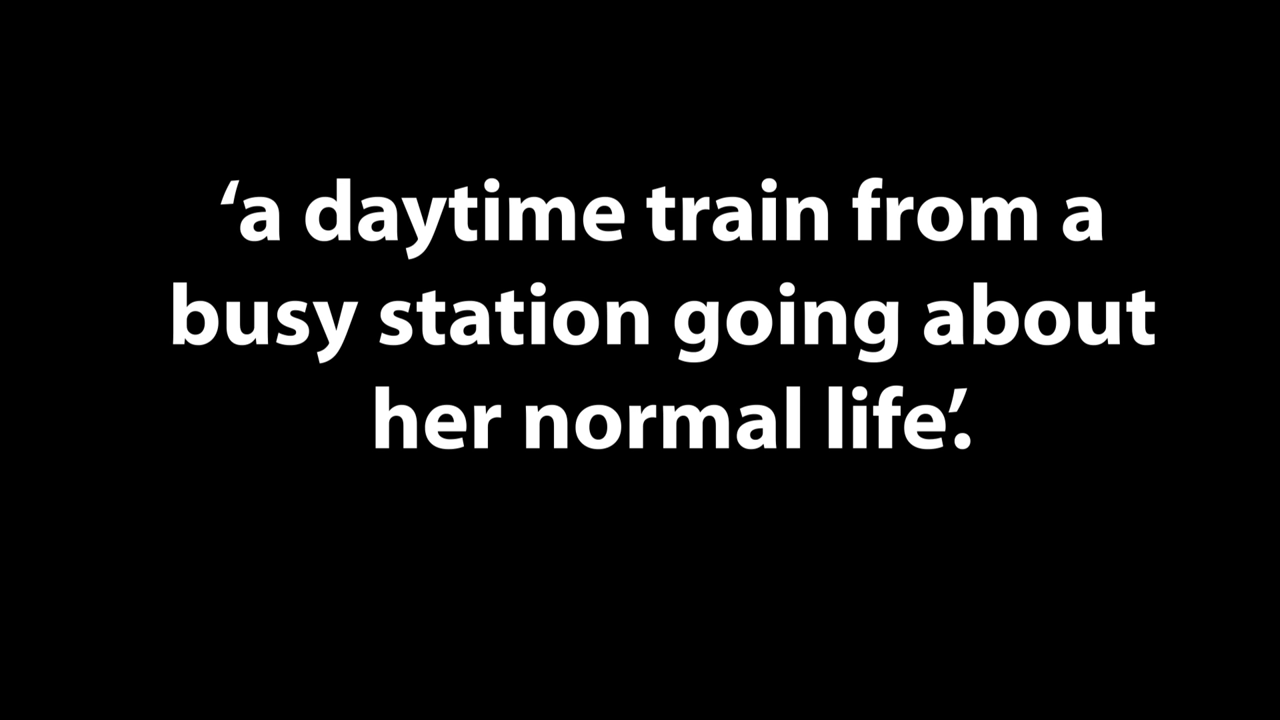 ‘a daytime train from a
busy station going about
her normal life’.